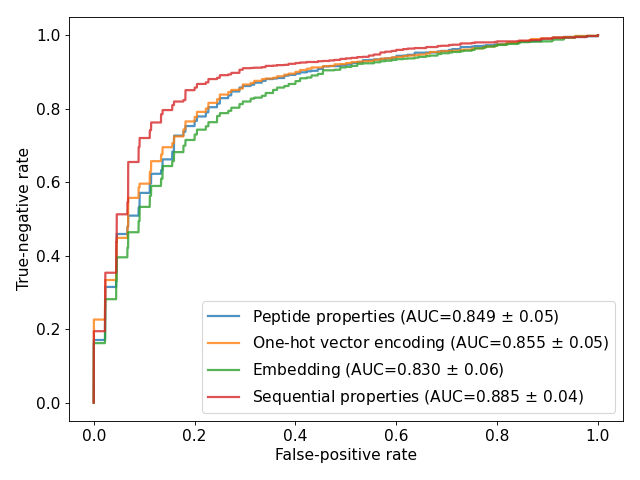 1.0
0.8
0.6
0.4
0.2
0.0
True-negative rate
Peptide properties (AUC=0.849 ± 0.05)
One-hot vector encoding (AUC=0.855 ± 0.05)
Embedding (AUC=0.830 ± 0.06)
Sequential properties (AUC=0.885 ± 0.04)
0.0 0.2 0.4 0.6 0.8 1.0
False-positive rate